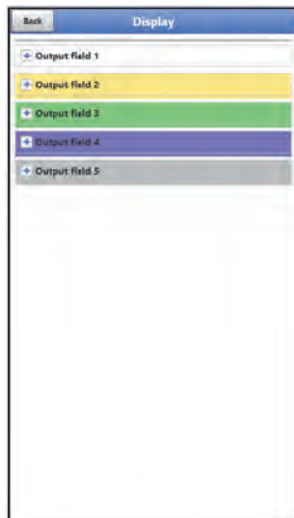 Back
Display
Output field 1
Output field 2
Output field 3
Output field 4
Output field 5